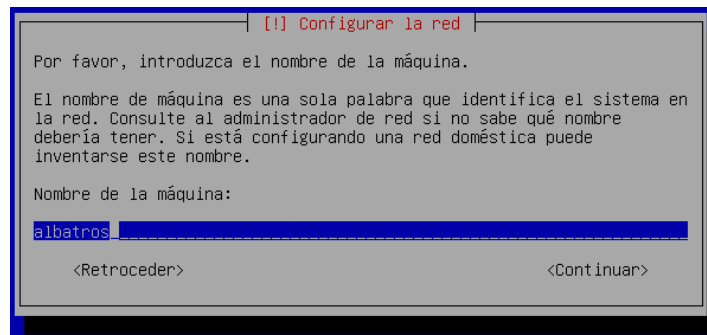 [!] Configurar la red
Por favor, introduzca el nombre de la máquina.
El nombre de máquina es una sola palabra que identifica el sistema en
la red. Consulte al administrador de red si no sabe qué nombre
debería tener. Si está configurando una red doméstica puede
inventarse este nombre.
Nombre de la máquina:
albatros
<Retroceder> <Continuar>